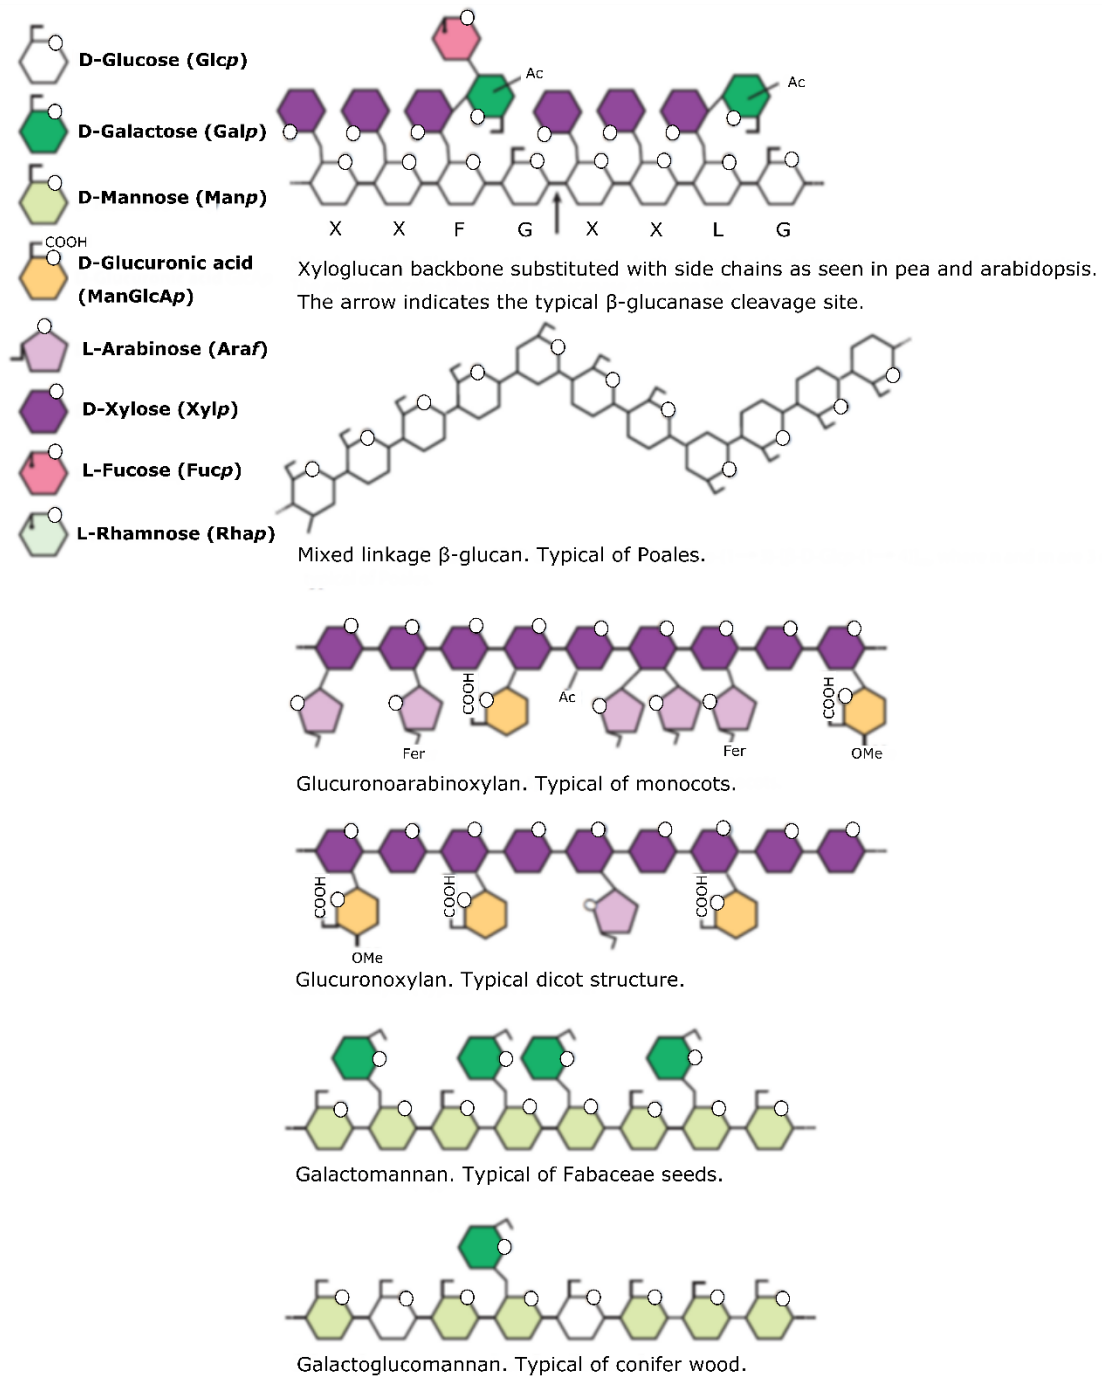 D-Glucose (Glcp)
D-Galactose (Galp)
D-Mannose (Manp)
COOH
D-Glucuronic acid
(ManGlcAp)
L-Arabinose (Araf)
D-Xylose (Xylp)
L-Fucose (Fucp)
L-Rhamnose (Rhap)
Ac
Ac
X X F G X X L G
Xyloglucan backbone substituted with side chains as seen in pea and arabidopsis.
The arrow indicates the typical β-glucanase cleavage site.
Mixed linkage β-glucan. Typical of Poales.
COOH
Ac
COOH
Fer
Fer
OMe
Glucuronoarabinoxylan. Typical of monocots.
COOH
COOH
COOH
OMe
Glucuronoxylan. Typical dicot structure.
Galactomannan. Typical of Fabaceae seeds.
Galactoglucomannan. Typical of conifer wood.